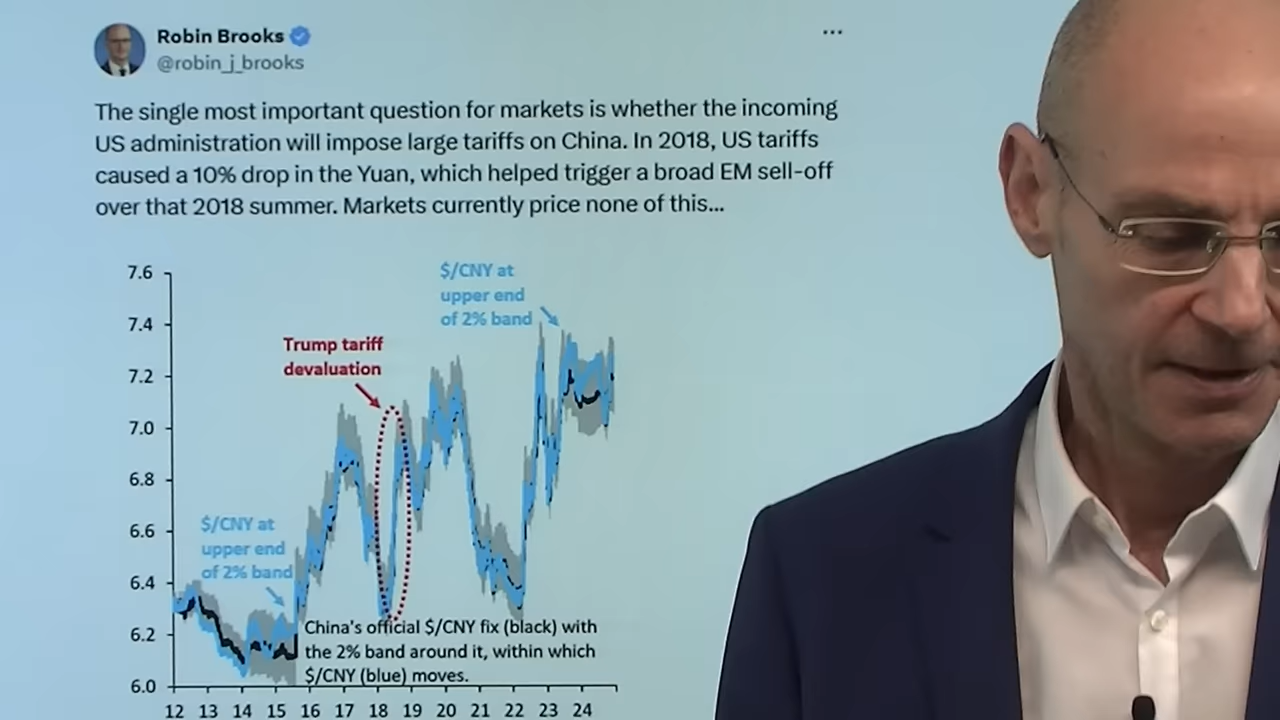 Robin Brooks
@robin_j_brooks
...
The single most important question for markets is whether the incoming
US administration will impose large tariffs on China. In 2018, US tariffs
caused a 10% drop in the Yuan, which helped trigger a broad EM sell-off
over that 2018 summer. Markets currently price none of this...
7.6
7.4
7.2
7.0
6.8
6.6
6.4
6.2
6.0
$/CNY at
upper end
of 2% band
Trump tariff
devaluation
$/CNY at
upper end
of 2% band
China's official $/CNY fix (black) with
the 2% band around it, within which
$/CNY (blue) moves.
12 13 14 15 16 17 18 19 20 21 22 23 24